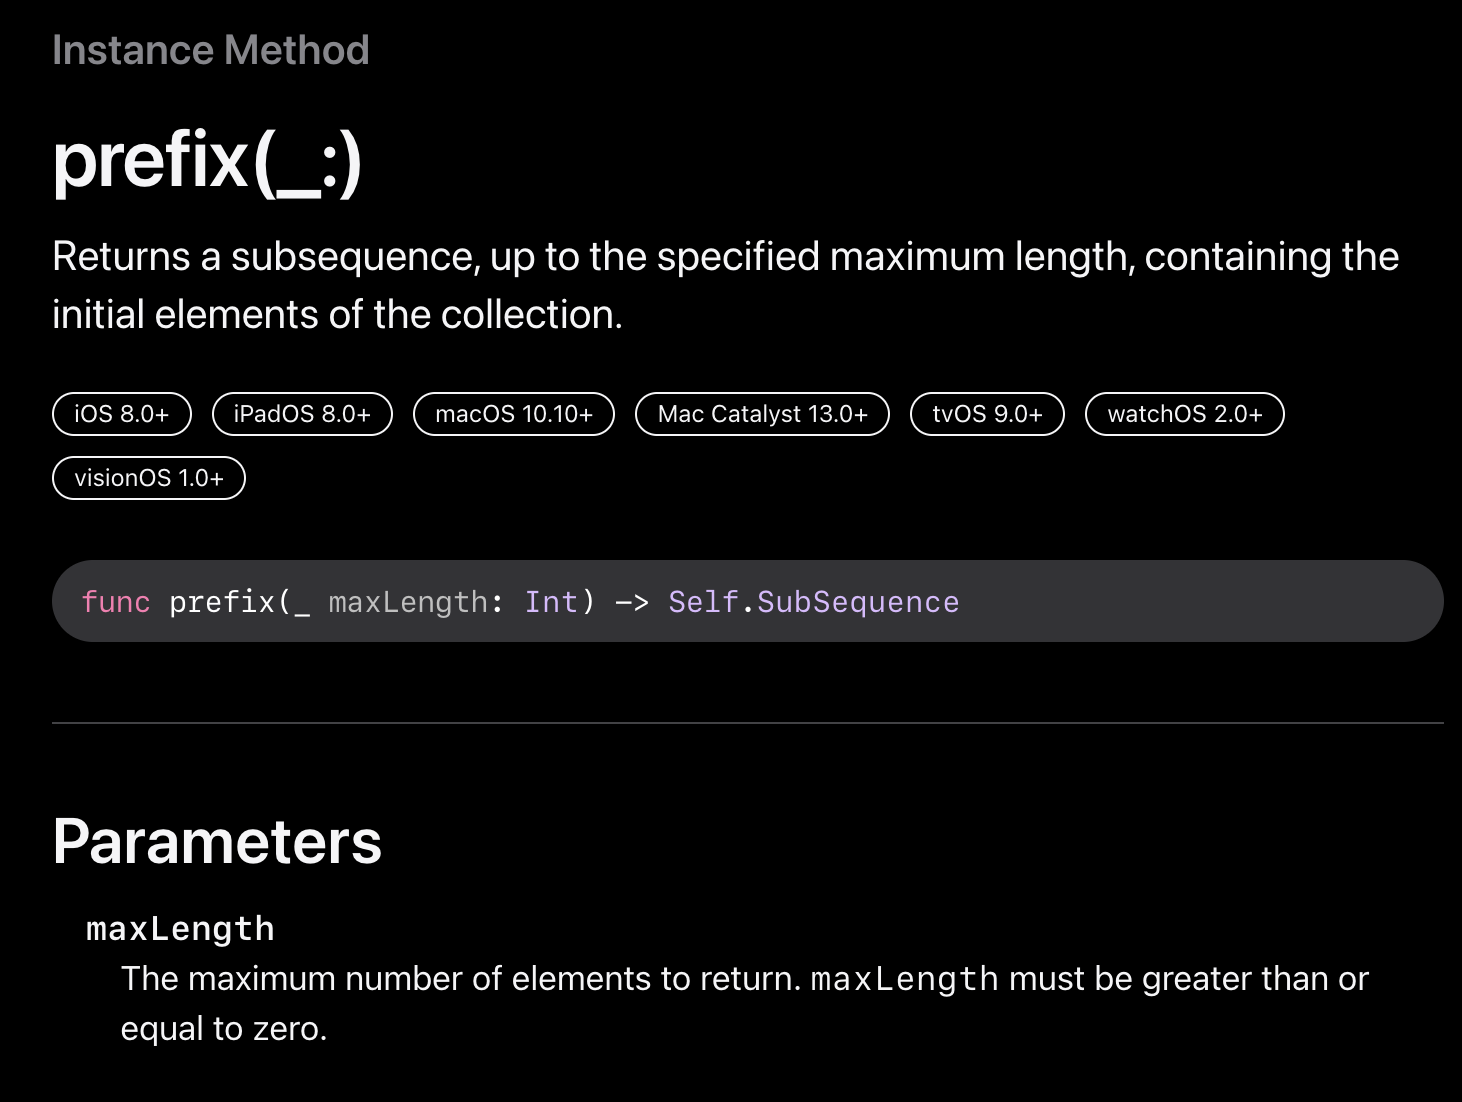 Instance Method
prefix(_:)
Returns a subsequence, up to the specified maximum length, containing the
initial elements of the collection.
iOS 8.0+ iPadOS 8.0+ macOS 10.10+ Mac Catalyst 13.0+ tvOS 9.0+ watchOS 2.0+
visionOS 1.0+
func prefix(_ maxLength: Int) -> Self.SubSequence
Parameters
maxLength
The maximum number of elements to return. maxLength must be greater than or
equal to zero.